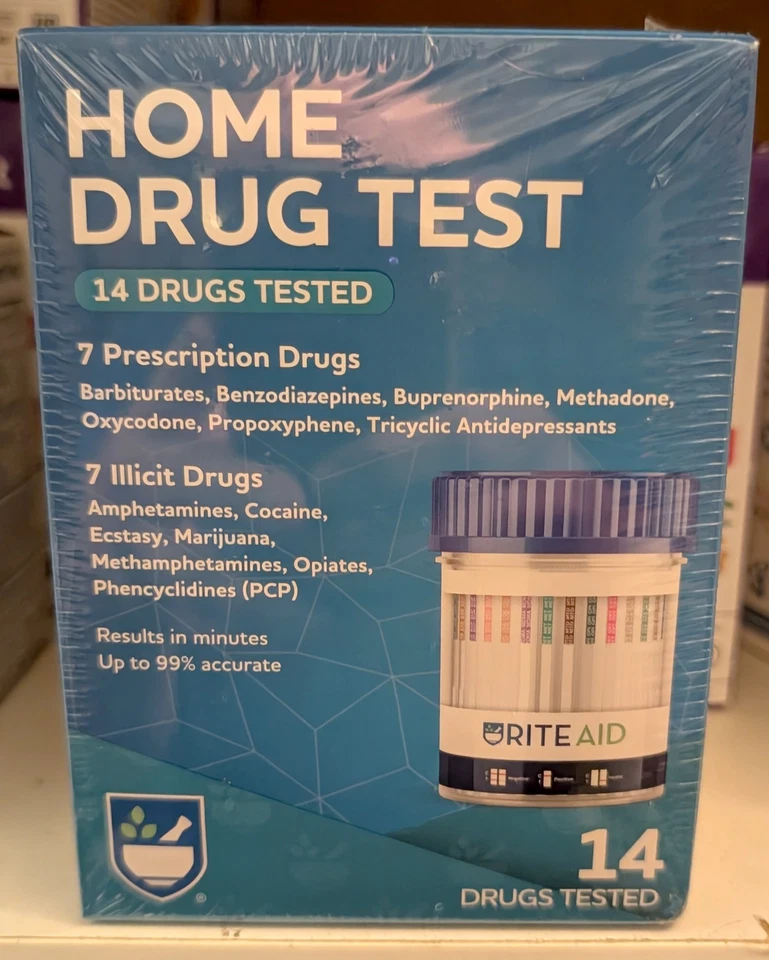 HOME
DRUG TEST
14 DRUGS TESTED
7 Prescription Drugs
Barbiturates, Benzodiazepines, Buprenorphine, Methadone,
Oxycodone, Propoxyphene, Tricyclic Antidepressants
7 Illicit Drugs
Amphetamines, Cocaine,
Ecstasy, Marijuana,
Methamphetamines, Opiates,
Phencyclidines (PCP)
Results in minutes
Up to 99% accurate
RITE AID
Negative Positive
®
14
DRUGS TESTED